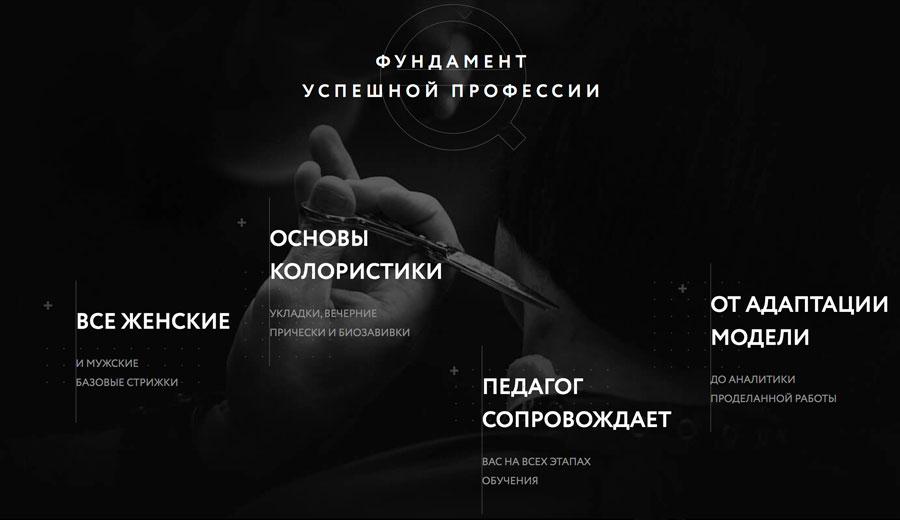 ФУНДАМЕНТ
УСПЕШНОЙ ПРОФЕССИИ
ВСЕ ЖЕНСКИЕ
И МУЖСКИЕ
БАЗОВЫЕ СТРИЖКИ
ОСНОВЫ
КОЛОРИСТИКИ
УКЛАДКИ, ВЕЧЕРНИЕ
ПРИЧЕСКИ И БИОЗАВИВКИ
ПЕДАГОГ
СОПРОВОЖДАЕТ
ВАС НА ВСЕХ ЭТАПАХ
ОБУЧЕНИЯ
ОТ АДАПТАЦИИ
МОДЕЛИ
ДО АНАЛИТИКИ
ПРОДЕЛАННОЙ РАБОТЫ